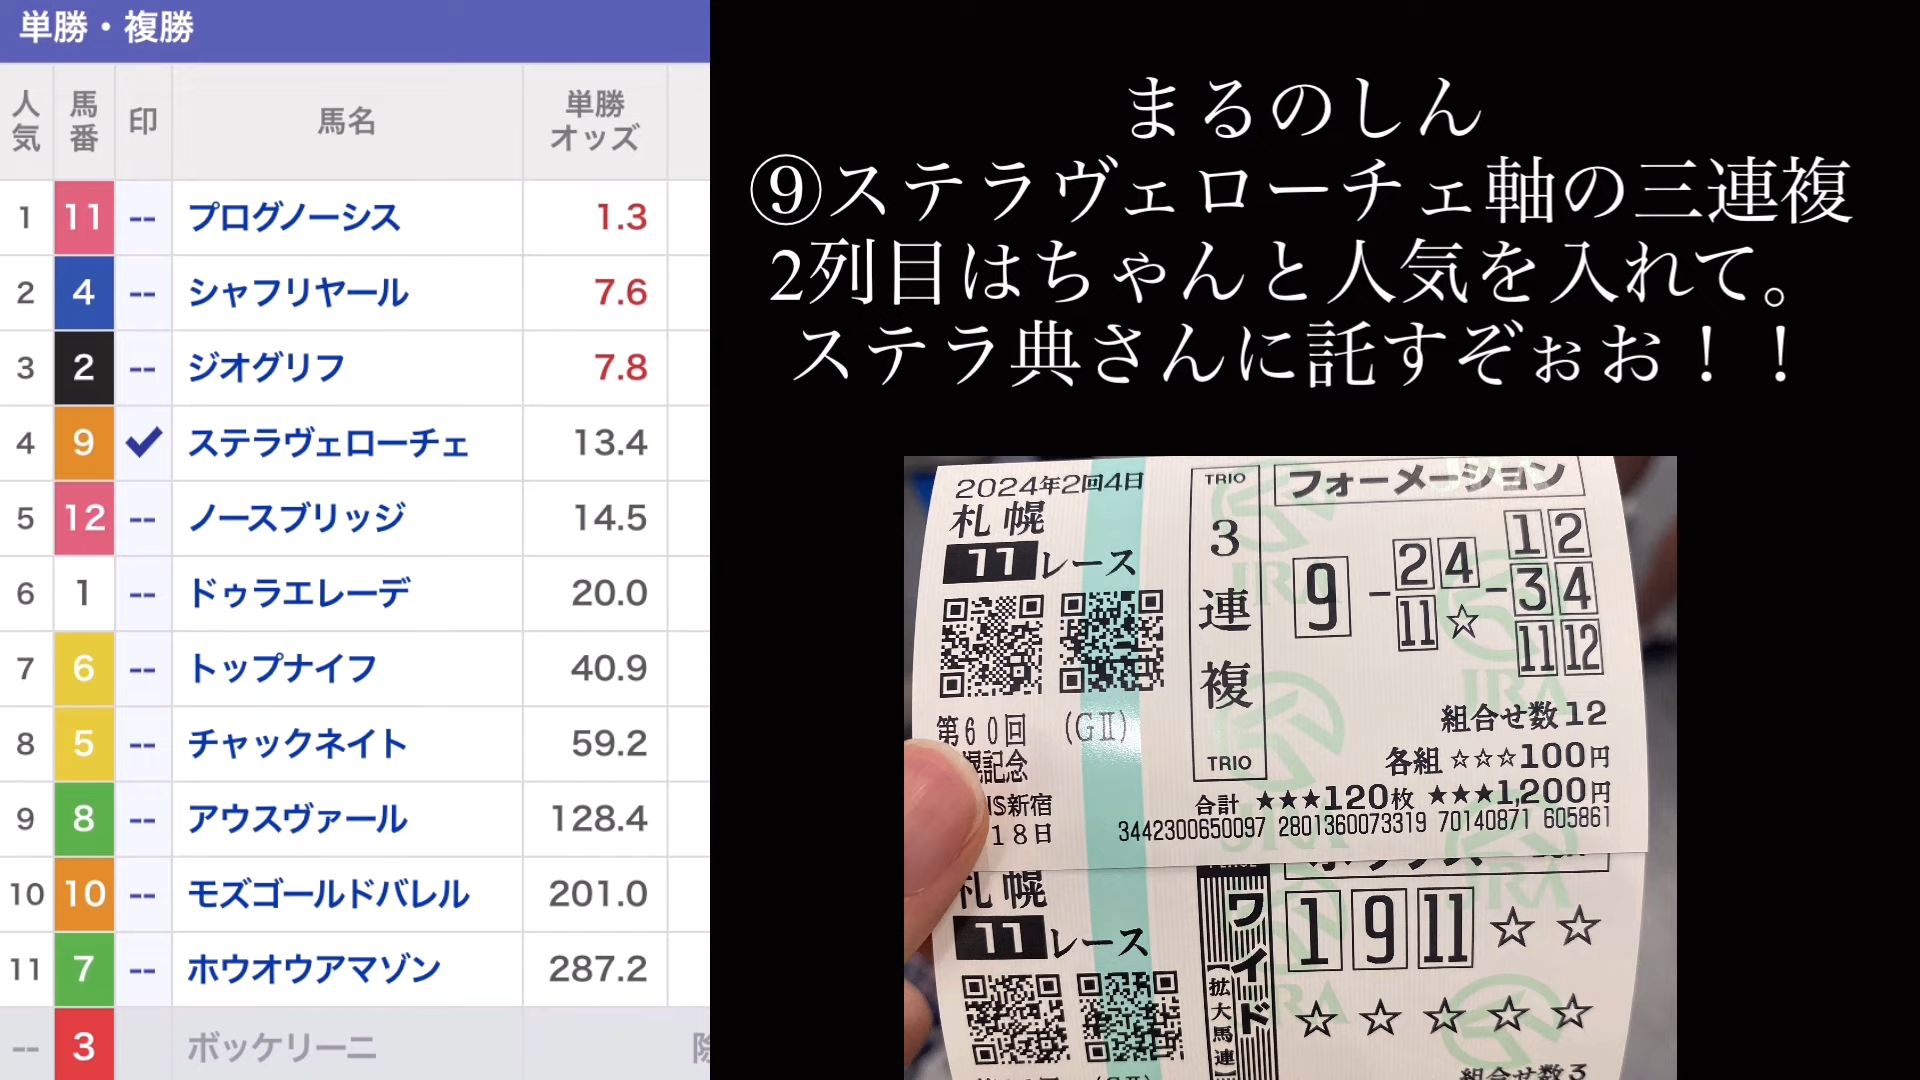 単勝・複勝
人気 馬番 印 馬名 単勝オッズ
1 11 -- プログノーシス 1.3
2 4 -- シャフリヤール 7.6
3 2 -- ジオグリフ 7.8
4 9 ✔ ステラヴェローチェ 13.4
5 12 -- ノースブリッジ 14.5
6 1 -- ドゥラエレーデ 20.0
7 6 -- トップナイフ 40.9
8 5 -- チャックネイト 59.2
9 8 -- アウスヴァール 128.4
10 10 -- モズゴールドバレル 201.0
11 7 -- ホウオウアマゾン 287.2
-- 3 ボッケリーニ
まるのしん
⑨ステラヴェローチェ軸の三連複
2列目はちゃんと人気を入れて。
ステラ典さんに託すぞぉお！！
2024年2回4日
札幌
11レース
第60回 (GⅡ)
記念
新宿
18日
TRIO
3連複
TRIO
フォーメーション
9 - 2 4 11 ☆ - 1 2 3 4 11 12
組合せ数12
各組 ☆☆☆100円
合計 ★★★120枚 ★★★1,200円
3442300650097 2801360073319 70140871 605861
札幌
11レース
ワイド
【拡大馬連】
1 9 11 ☆ ☆
☆ ☆ ☆ ☆ ☆
組合せ数3